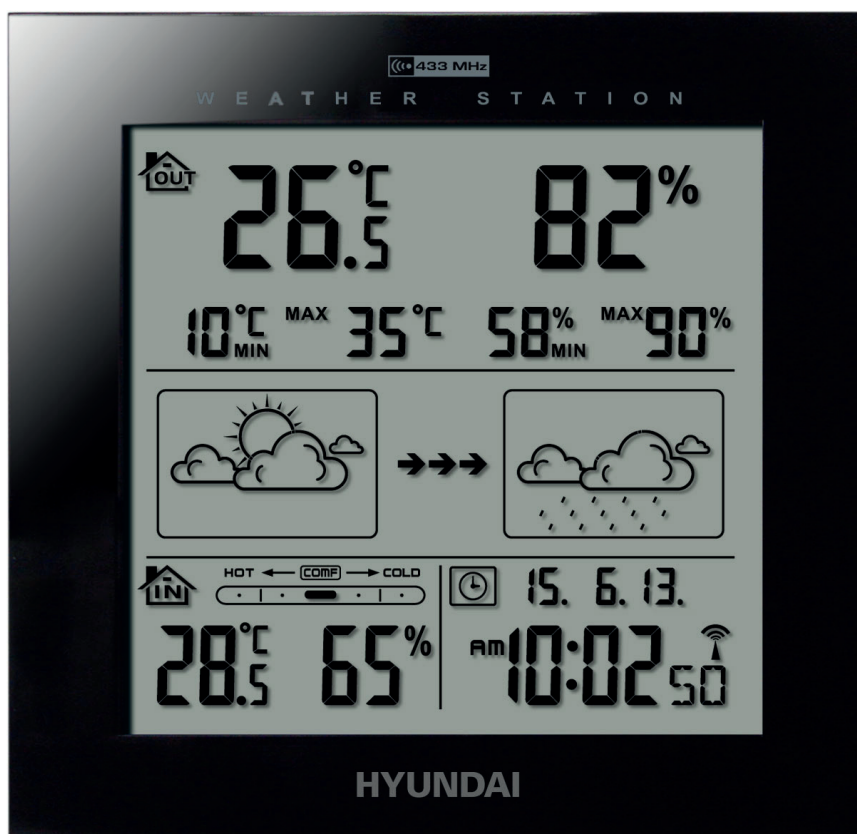 433 MHz
WEATHER STATION
OUT 26.5°C 82%
10°C MIN MAX 35°C 58% MIN MAX 90%
HOT COMF COLD
IN 28.5°C 65%
15. 6. 13.
AM 10:02 50
HYUNDAI